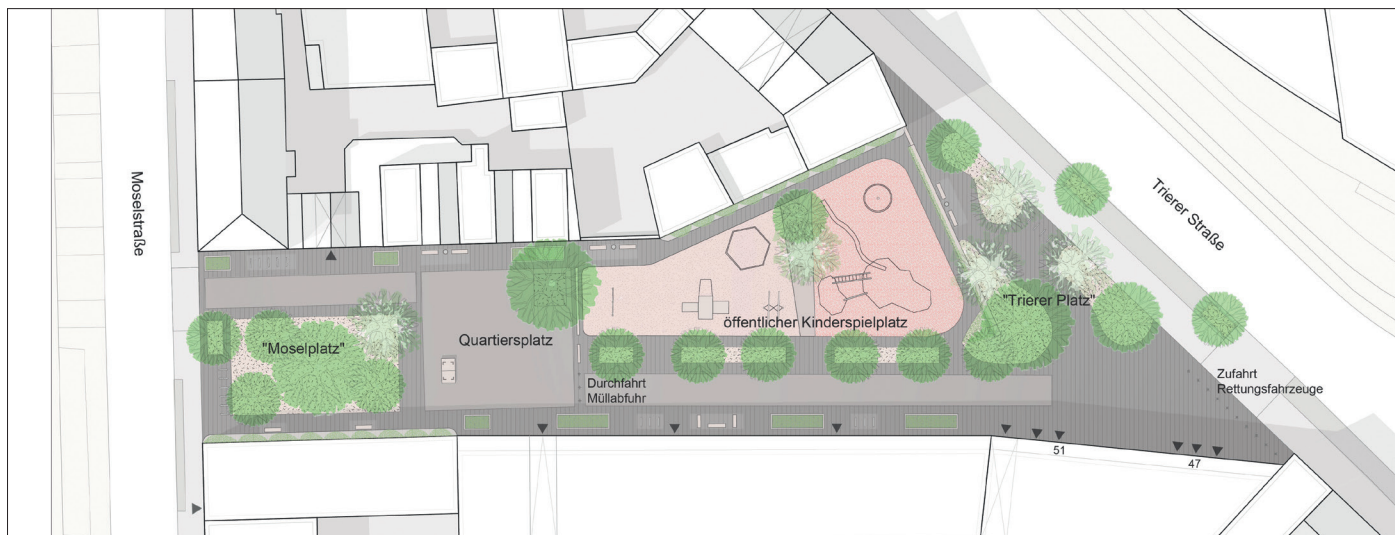 Moselstraße
Trierer Straße
"Moselplatz"
Quartiersplatz
öffentlicher Kinderspielplatz
"Trierer Platz"
Durchfahrt
Müllabfuhr
Zufahrt
Rettungsfahrzeuge
51
47